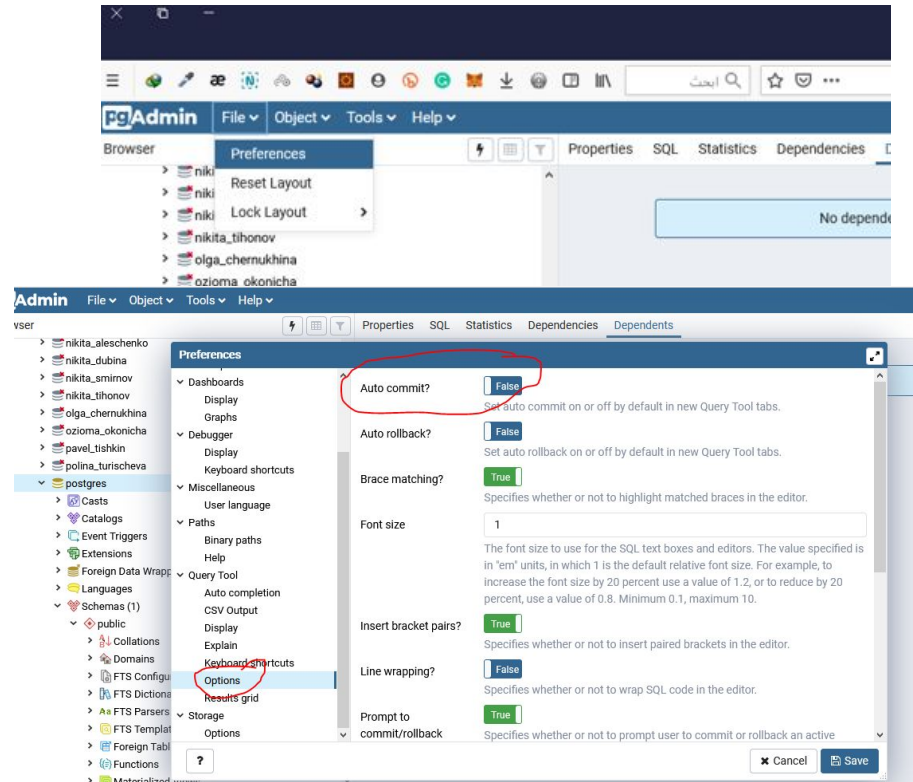 æ
[N]
ابحث
pgAdmin File Object Tools Help
Browser
Properties SQL Statistics Dependencies
Preferences
Reset Layout
Lock Layout
niki
niki
niki
nikita_tihonov
olga_chernukhina
ozioma_okonicha
No depende
Admin File Object Tools Help
vser
Properties SQL Statistics Dependencies Dependents
nikita_aleschenko
nikita_dubina
nikita_smirnov
nikita_tihonov
olga_chernukhina
ozioma_okonicha
pavel_tishkin
polina_turischeva
postgres
Casts
Catalogs
Event Triggers
Extensions
Foreign Data Wrapp
Languages
Schemas (1)
public
Collations
Domains
FTS Configu
FTS Dictiona
FTS Parsers
FTS Templat
Foreign Tabl
Functions
Preferences
Dashboards
Display
Graphs
Debugger
Display
Keyboard shortcuts
Miscellaneous
User language
Paths
Binary paths
Help
Query Tool
Auto completion
CSV Output
Display
Explain
Keyboard shortcuts
Options
Results grid
Storage
Options
Auto commit?
False
Set auto commit on or off by default in new Query Tool tabs.
Auto rollback?
False
Set auto rollback on or off by default in new Query Tool tabs.
Brace matching?
True
Specifies whether or not to highlight matched braces in the editor.
Font size
1
The font size to use for the SQL text boxes and editors. The value specified is
in "em" units, in which 1 is the default relative font size. For example, to
increase the font size by 20 percent use a value of 1.2, or to reduce by 20
percent, use a value of 0.8. Minimum 0.1, maximum 10.
Insert bracket pairs?
True
Specifies whether or not to insert paired brackets in the editor.
Line wrapping?
False
Specifies whether or not to wrap SQL code in the editor.
Prompt to
commit/rollback
True
Specifies whether or not to prompt user to commit or rollback an active
?
Cancel
Save